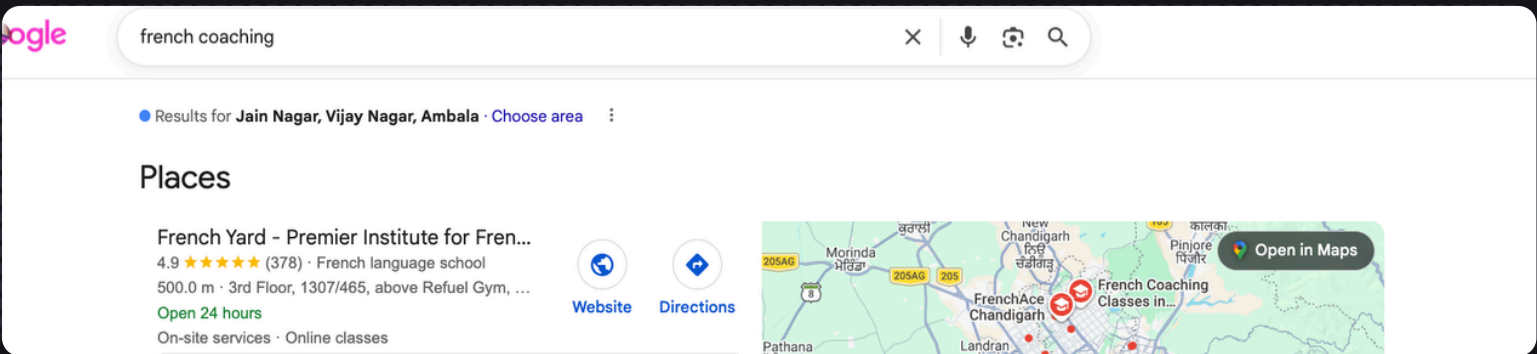 ogle
french coaching
Results for Jain Nagar, Vijay Nagar, Ambala · Choose area
Places
French Yard - Premier Institute for Fren...
4.9 ★★★★★ (378) · French language school
500.0 m · 3rd Floor, 1307/465, above Refuel Gym, ...
Open 24 hours
On-site services · Online classes
Website
Directions
ਕੁਰਾਲੀ
New
Chandigarh
ਨਿਊ
ਚੰਡੀਗੜ੍ਹ
Morinda
ਮੋਰਿੰਡਾ
205AG
205AG
205
8
105
Pinjore
पिंजौर
Open in Maps
FrenchAce
Chandigarh
French Coaching
Classes in...
Landran
Pathana